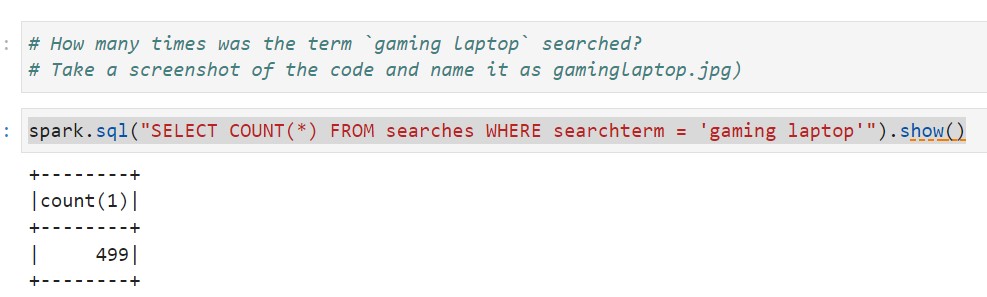 : # How many times was the term `gaming laptop` searched?
# Take a screenshot of the code and name it as gaminglaptop.jpg)
: spark.sql("SELECT COUNT(*) FROM searches WHERE searchterm = 'gaming laptop'").show()
+--------+
|count(1)|
+--------+
|     499|
+--------+